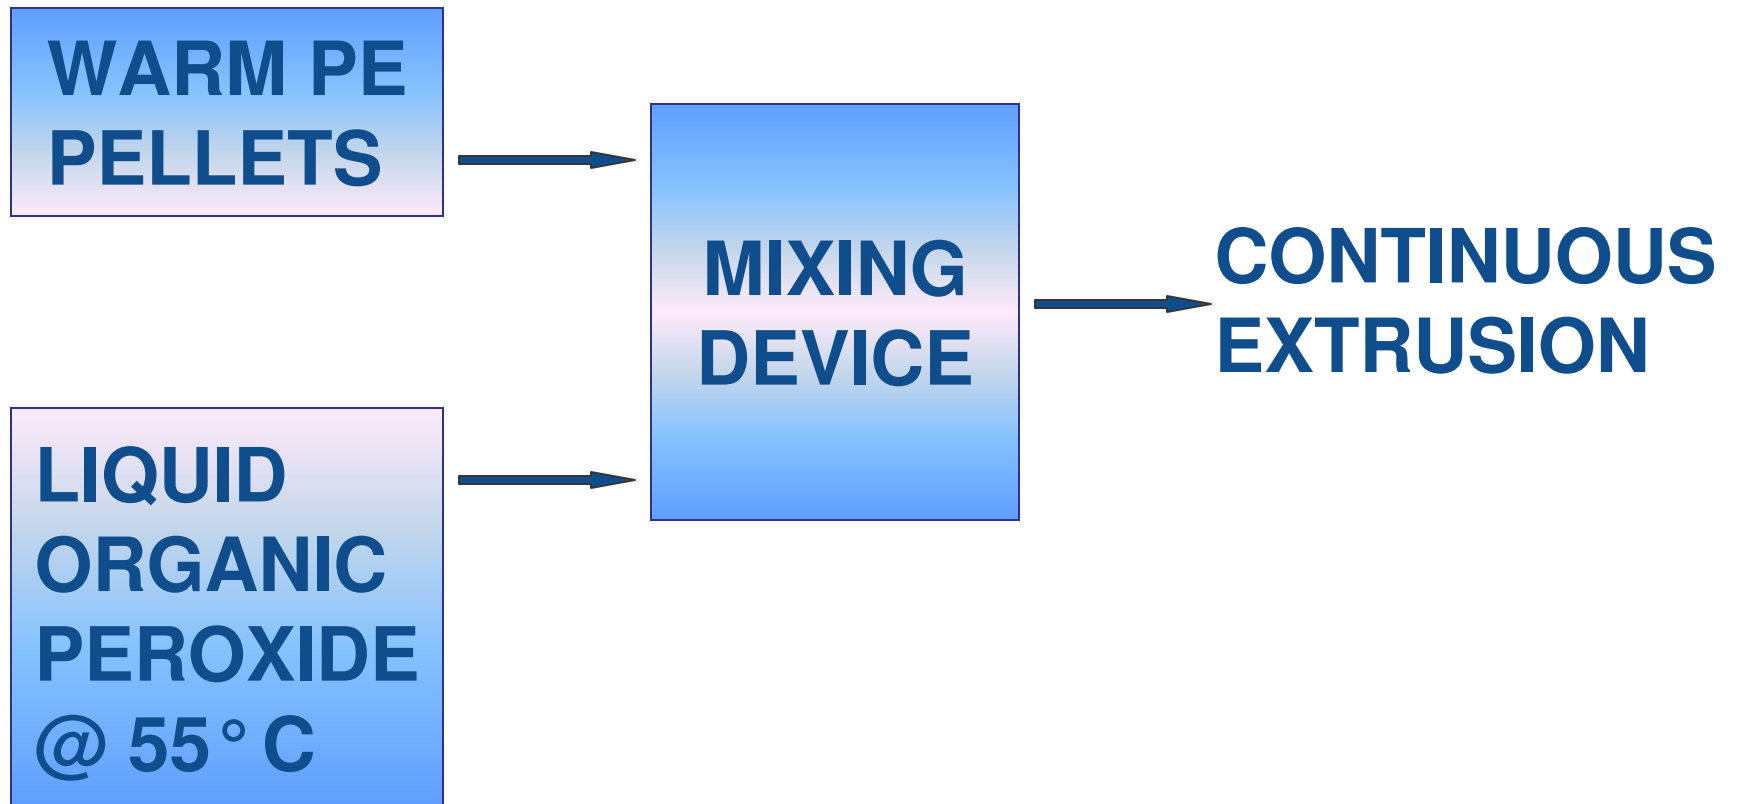 WARM PE
PELLETS
MIXING
DEVICE
CONTINUOUS
EXTRUSION
LIQUID
ORGANIC
PEROXIDE
@ 55° C